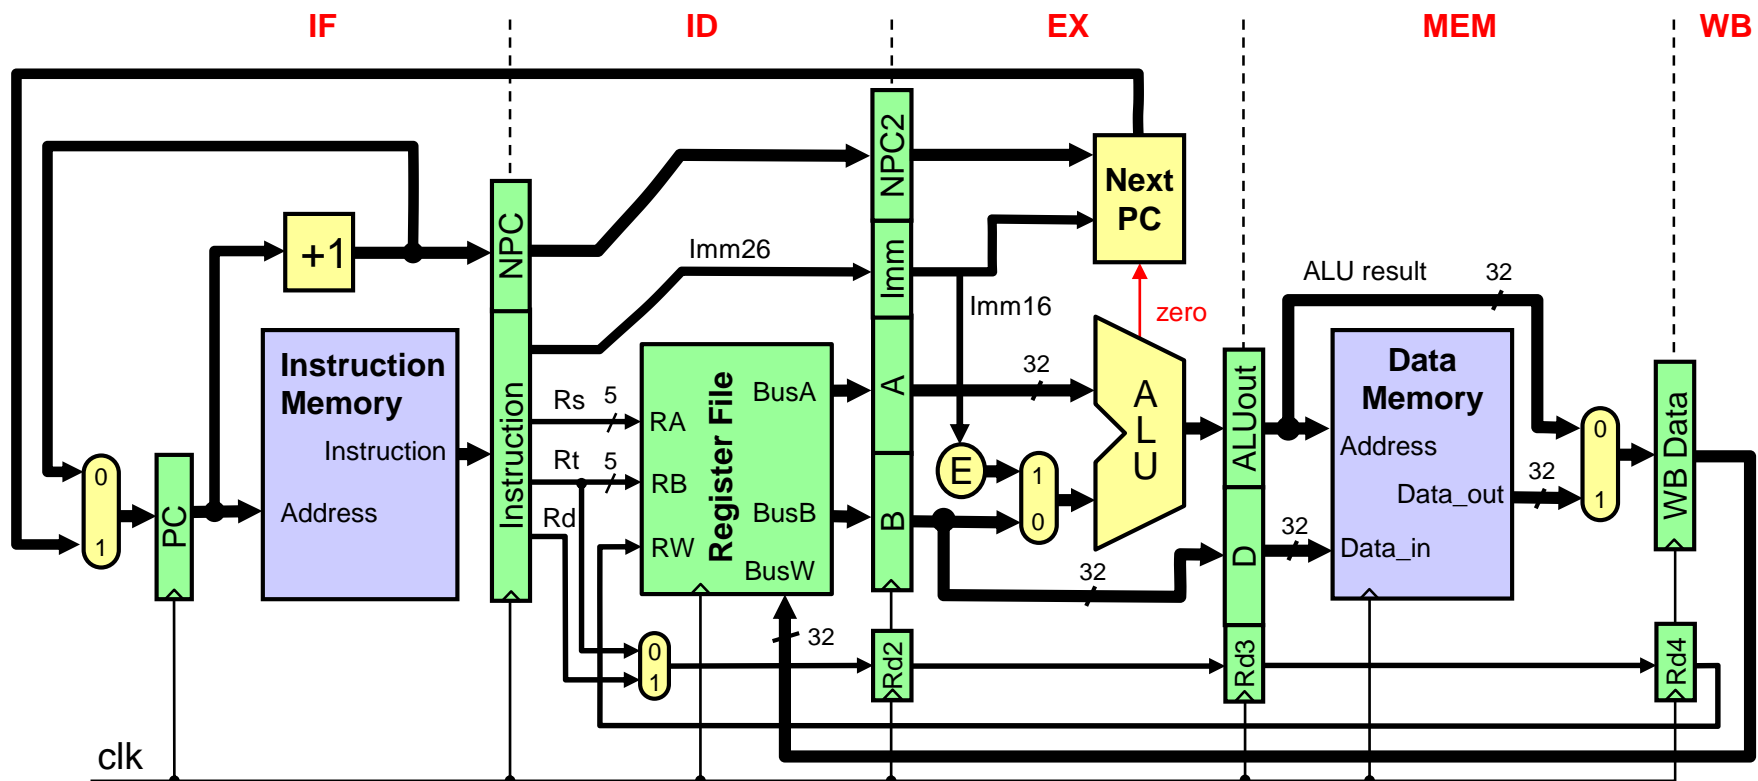 IF
ID
EX
MEM
WB
NPC2
Next
PC
+1
NPC
Imm26
Imm
Imm16
zero
ALU result
32
Instruction
Memory
Instruction
Address
Instruction
Register File
BusA
RA
RB
BusB
RW
BusW
Rs
5
Rt
5
Rd
A
B
32
A
L
U
E
1
0
32
ALUout
D
32
Data
Memory
Address
Data_out
32
Data_in
0
1
WB Data
0
1
PC
32
0
1
Rd2
Rd3
Rd4
clk